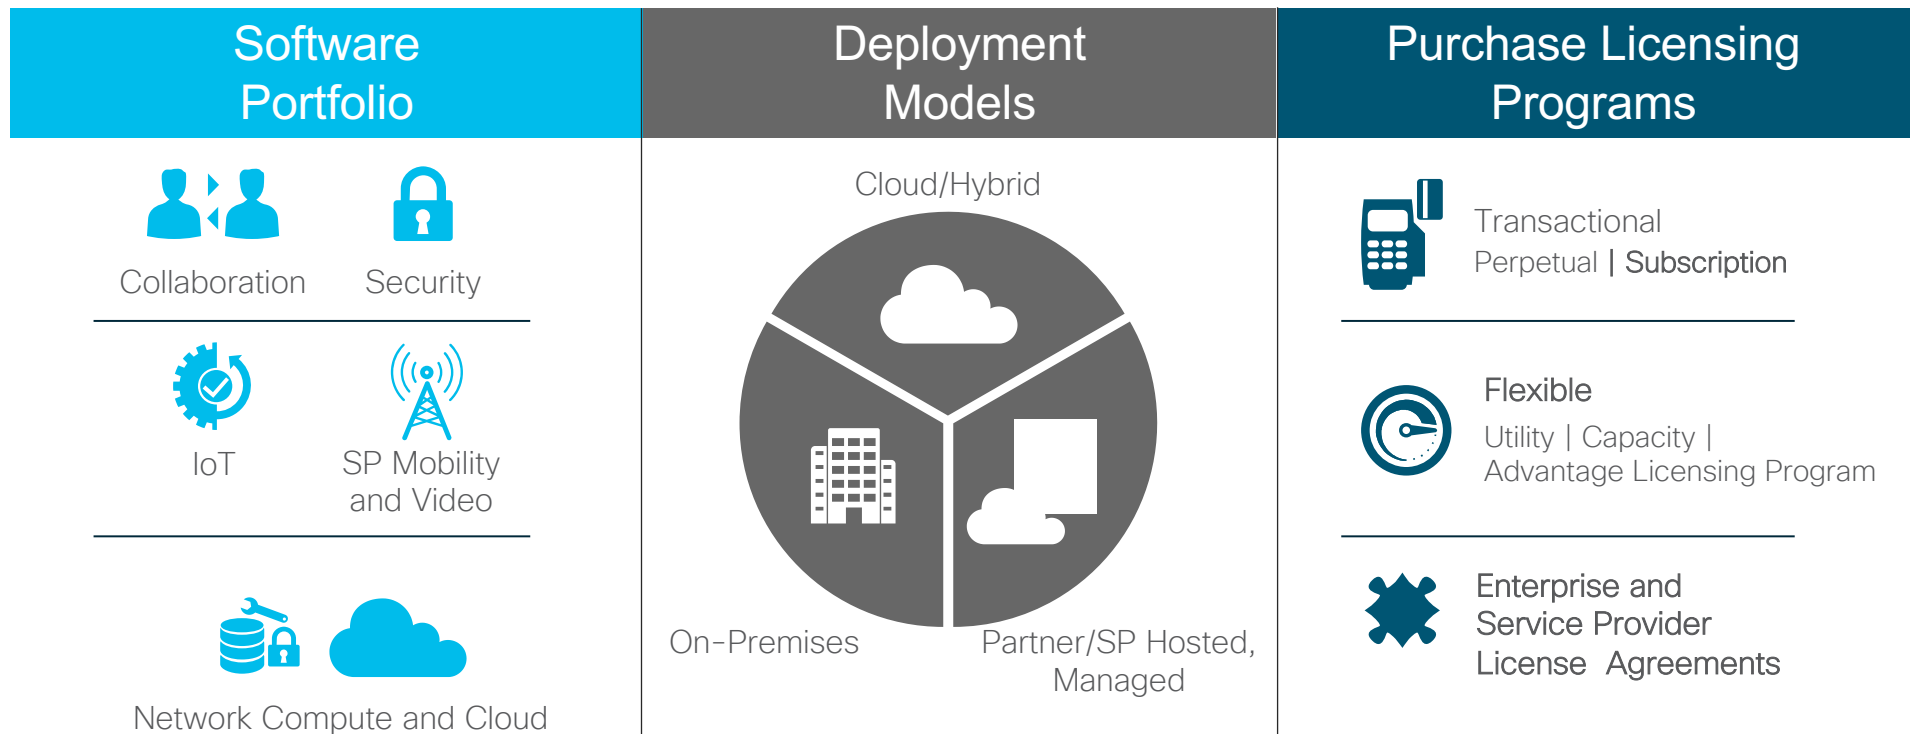 Software
Portfolio
Deployment
Models
Purchase Licensing
Programs
Collaboration
Security
IoT
SP Mobility
and Video
Network Compute and Cloud
Cloud/Hybrid
On-Premises
Partner/SP Hosted,
Managed
Transactional
Perpetual | Subscription
Flexible
Utility | Capacity |
Advantage Licensing Program
Enterprise and
Service Provider
License Agreements